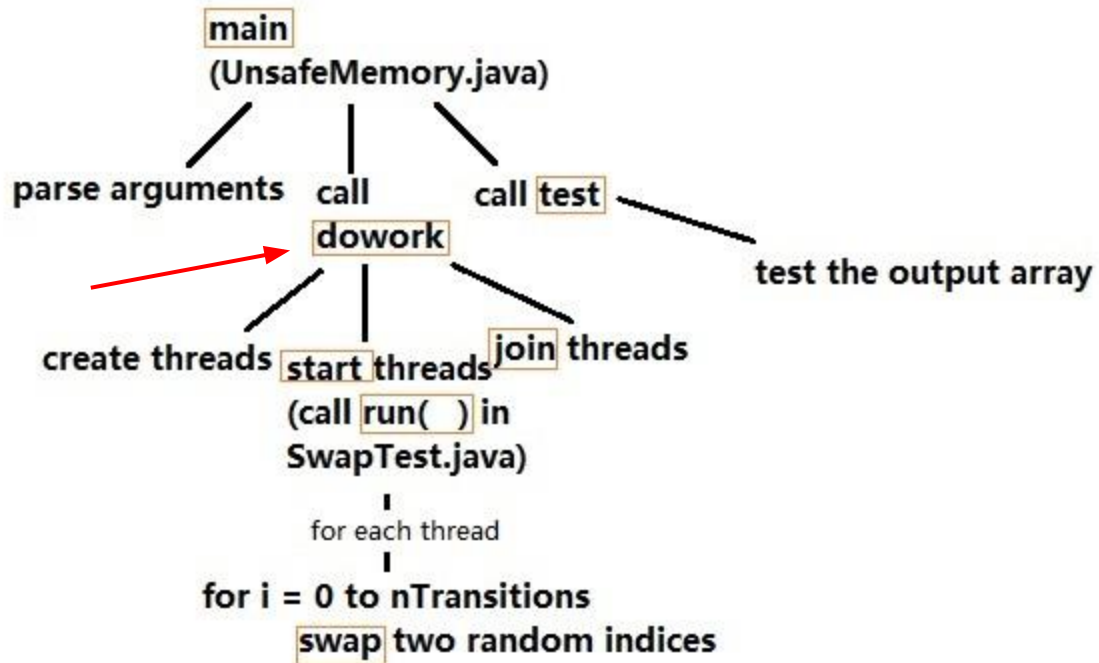 main
(UnsafeMemory.java)
parse arguments
call
dowork
call test
test the output array
create threads
start threads
(call run( ) in
SwapTest.java)
join threads
for each thread
for i = 0 to nTransitions
swap two random indices